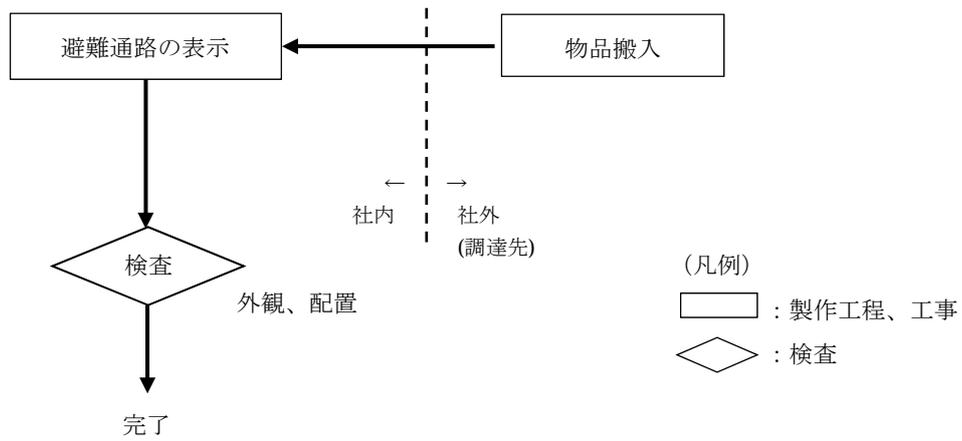 避難通路の表示
物品搬入
← →
社内
社外
(調達先)
検査
外観、配置
完了
（凡例）
：製作工程、工事
：検査